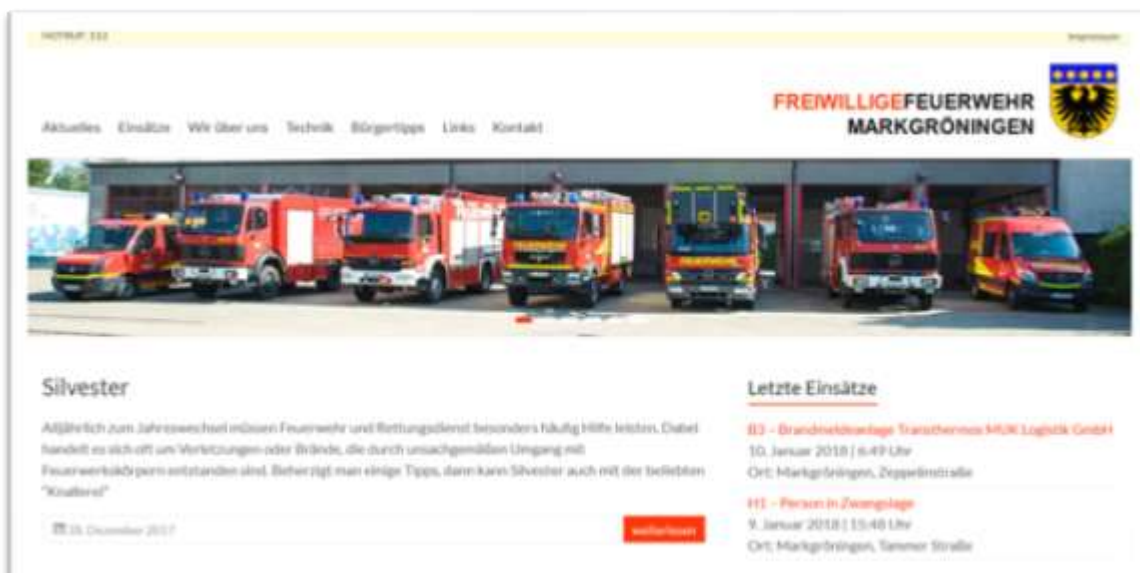 NOTRUF: 112
Impressum
FREIWILLIGEFEUERWEHR
MARKGRÖNINGEN
Aktuelles Einsätze Wir über uns Technik Bürgertipps Links Kontakt
Silvester
Alljährlich zum Jahreswechsel müssen Feuerwehr und Rettungsdienst besonders häufig Hilfe leisten. Dabei
handelt es sich oft um Verletzungen oder Brände, die durch unsachgemäßen Umgang mit
Feuerwerkskörpern entstanden sind. Beherzigt man einige Tipps, dann kann Silvester auch mit der beliebten
"Knallerei"
Dezember 2017
weiterlesen
Letzte Einsätze
B3 – Brandmeldeanlage Transthermos MUK Logistik GmbH
10. Januar 2018 | 6:49 Uhr
Ort: Markgröningen, Zeppelinstraße
H1 – Person in Zwangslage
9. Januar 2018 | 15:48 Uhr
Ort: Markgröningen, Tammer Straße